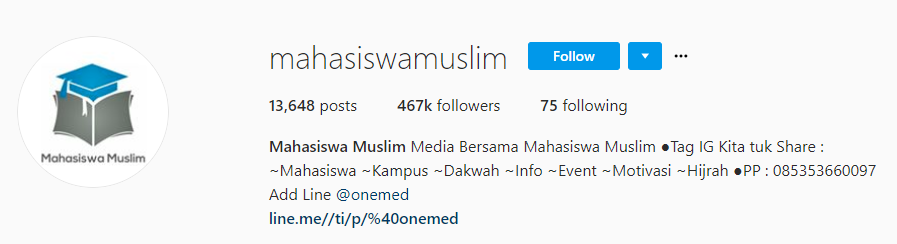 mahasiswamuslim Follow
13,648 posts 467k followers 75 following
Mahasiswa Muslim
Mahasiswa Muslim Media Bersama Mahasiswa Muslim ●Tag IG Kita tuk Share :
~Mahasiswa ~Kampus ~Dakwah ~Info ~Event ~Motivasi ~Hijrah ●PP : 085353660097
Add Line @onemed
line.me//ti/p/%40onemed